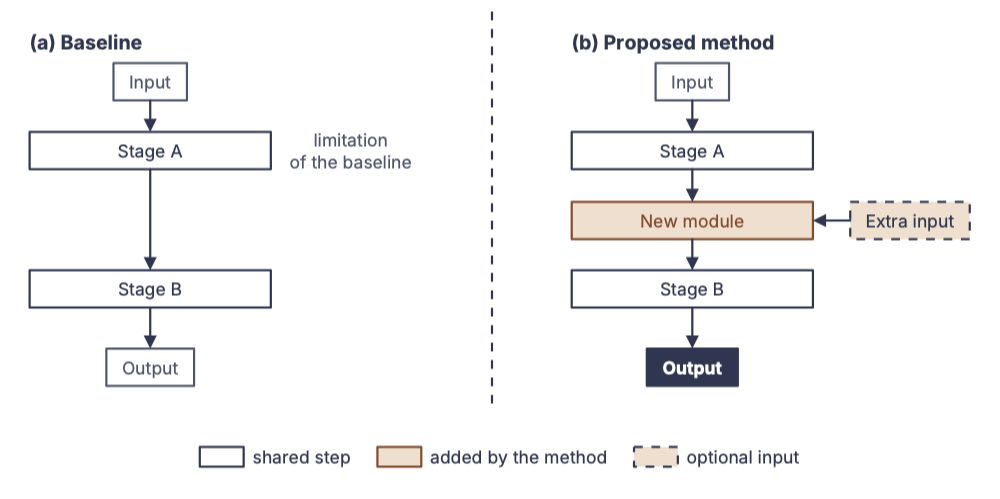 (a) Baseline
Input
Stage A
limitation
of the baseline
Stage B
Output
(b) Proposed method
Input
Stage A
New module
Extra input
Stage B
Output
shared step
added by the method
optional input